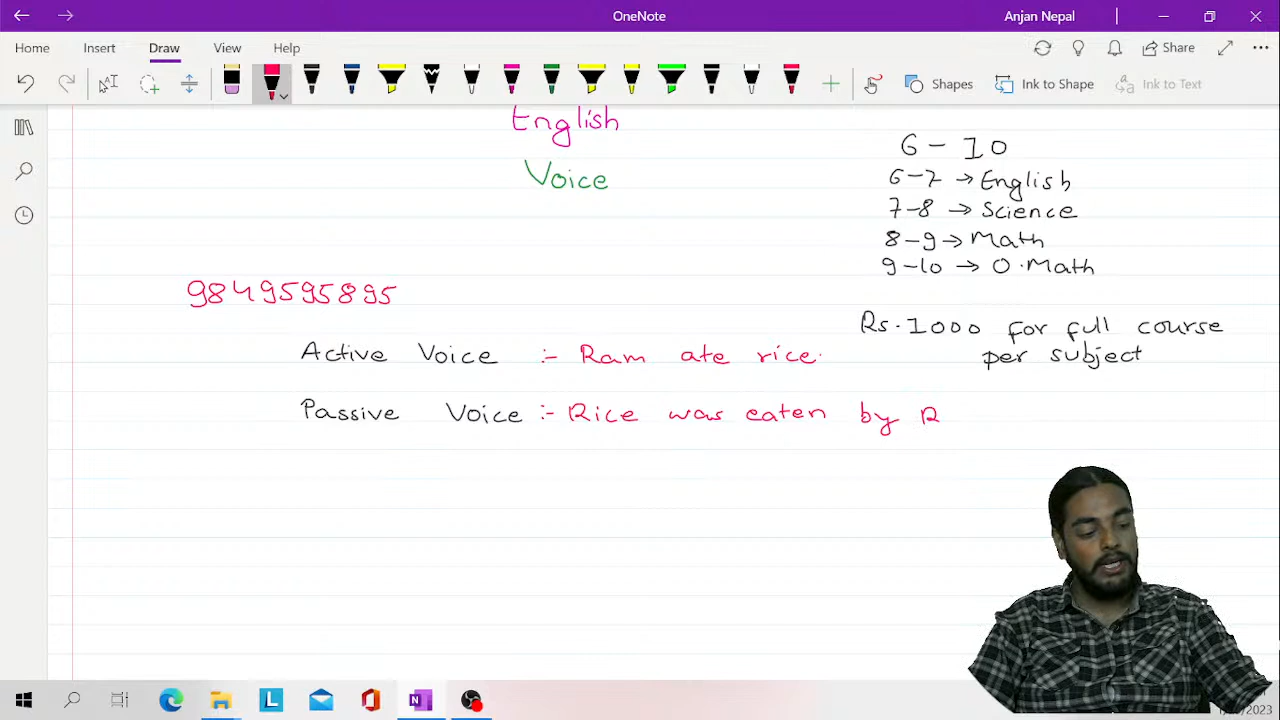 OneNote
Anjan Nepal
Home Insert Draw View Help
Share
Shapes
Ink to Shape
Ink to Text
English
Voice
6 - 10
6-7 → English
7-8 → Science
8-9 → Math
9-10 → O.Math
9849595895
Rs. 1000 for full course
per subject
Active Voice :- Ram ate rice.
Passive Voice :- Rice was eaten by R